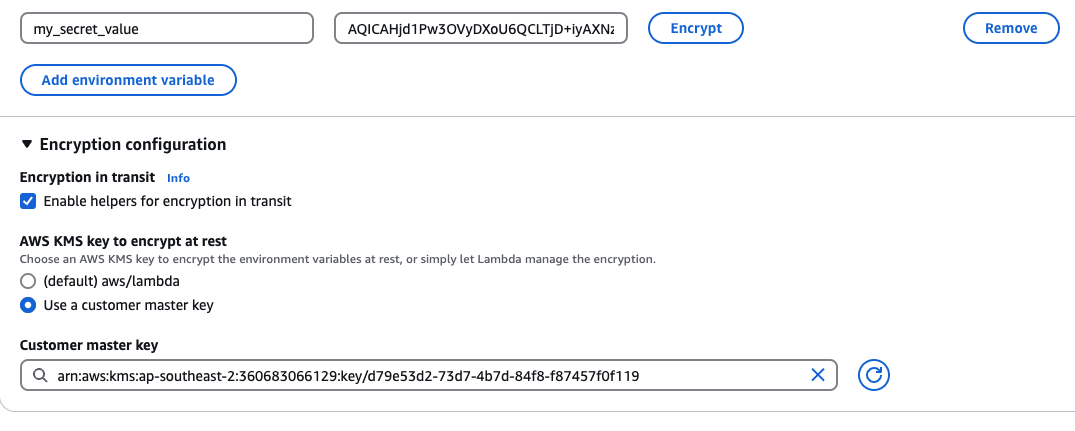 my_secret_value AQICAHjd1Pw3OVyDXoU6QCLTjD+iyAXNz Encrypt Remove
Add environment variable
Encryption configuration
Encryption in transit Info
Enable helpers for encryption in transit
AWS KMS key to encrypt at rest
Choose an AWS KMS key to encrypt the environment variables at rest, or simply let Lambda manage the encryption.
(default) aws/lambda
Use a customer master key
Customer master key
arn:aws:kms:ap-southeast-2:360683066129:key/d79e53d2-73d7-4b7d-84f8-f87457f0f119